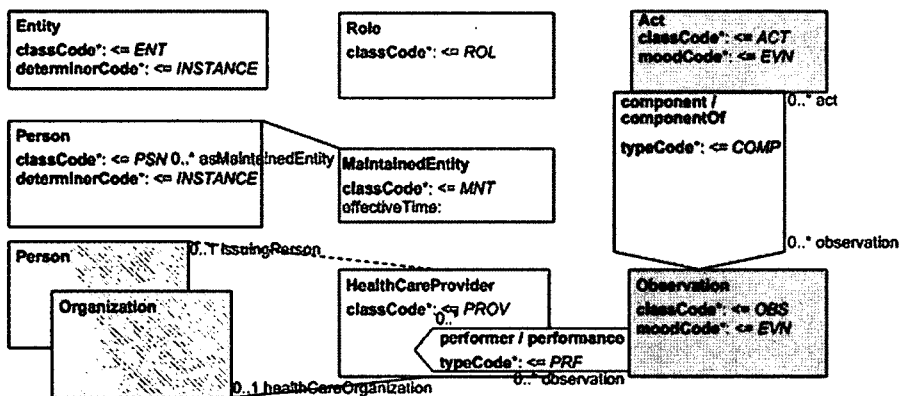 Entity
classCode*: <= ENT
determinerCode*: <= INSTANCE
Role
classCode*: <= ROL
Act
classCode*: <= ACT
moodCode*: <= EVN
0..* act
component /
componentOf
typeCode*: <= COMP
0..* observation
Person
classCode*: <= PSN 0..* asMaintainedEntity
determinerCode*: <= INSTANCE
MaintainedEntity
classCode*: <= MNT
effectiveTime:
Person
0..1 issuingPerson
Organization
0..1 healthCareOrganization
HealthCareProvider
classCode*: <= PROV
0..
performer / performance
typeCode*: <= PRF
0..* observation
Observation
classCode*: <= OBS
moodCode*: <= EVN